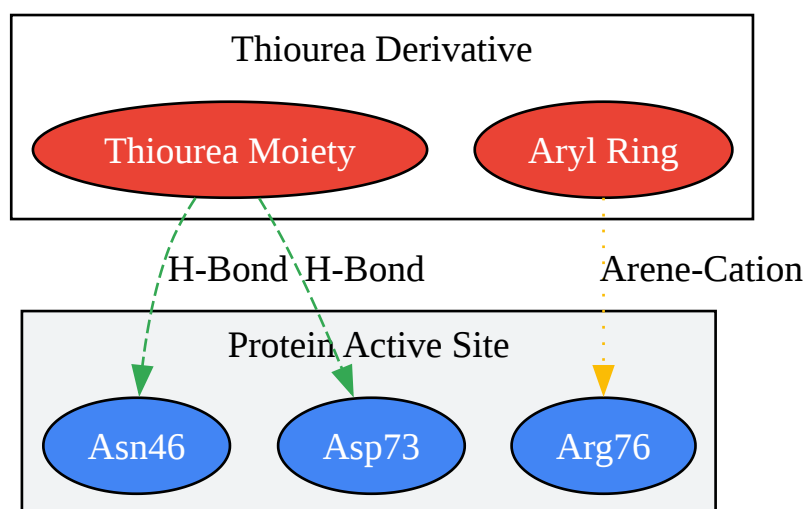 Thiourea Derivative
Thiourea Moiety
Aryl Ring
H-Bond
H-Bond
Arene-Cation
Protein Active Site
Asn46
Asp73
Arg76